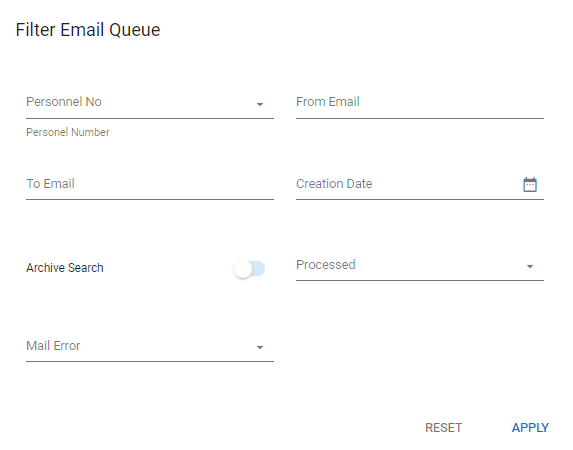 Filter Email Queue
Personnel No
From Email
Personel Number
To Email
Creation Date
Archive Search
Processed
Mail Error
RESET
APPLY